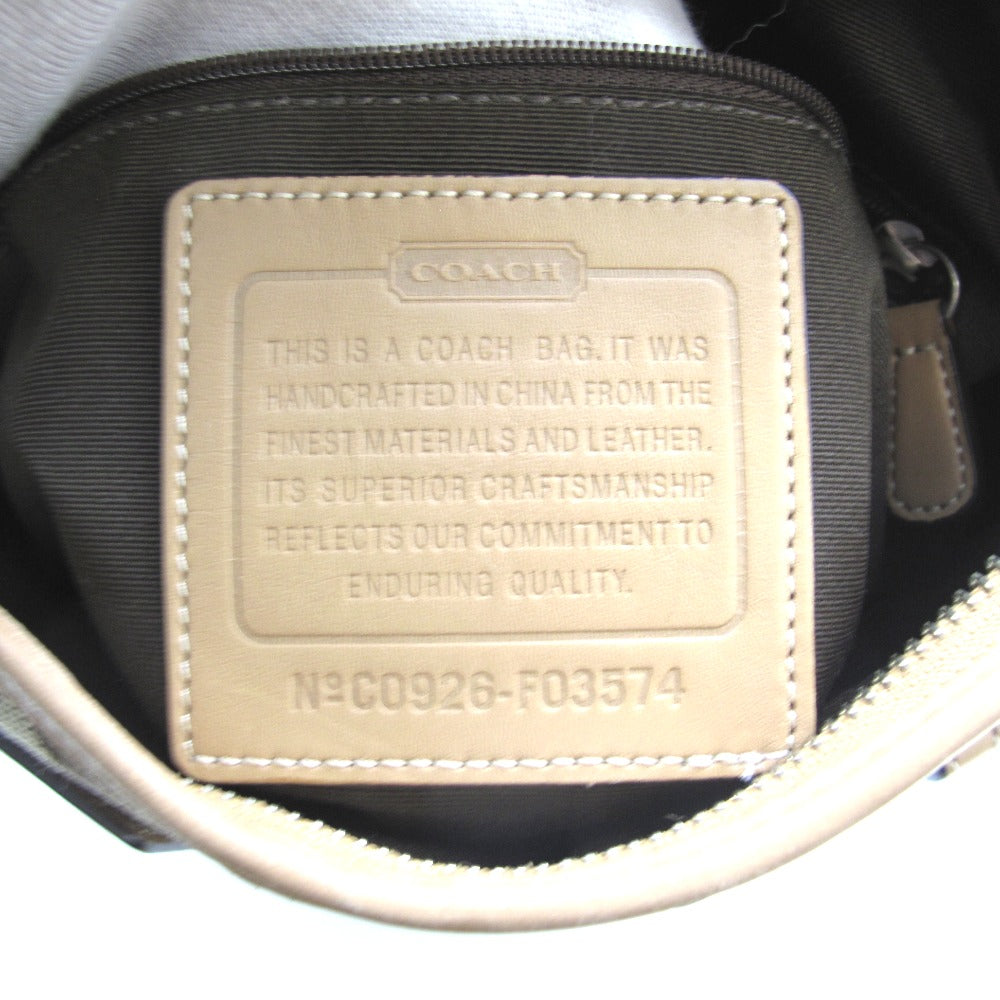 COACH
THIS IS A COACH BAG. IT WAS
HANDCRAFTED IN CHINA FROM THE
FINEST MATERIALS AND LEATHER.
ITS SUPERIOR CRAFTSMANSHIP
REFLECTS OUR COMMITMENT TO
ENDURING QUALITY.
Nº C0926-F03574